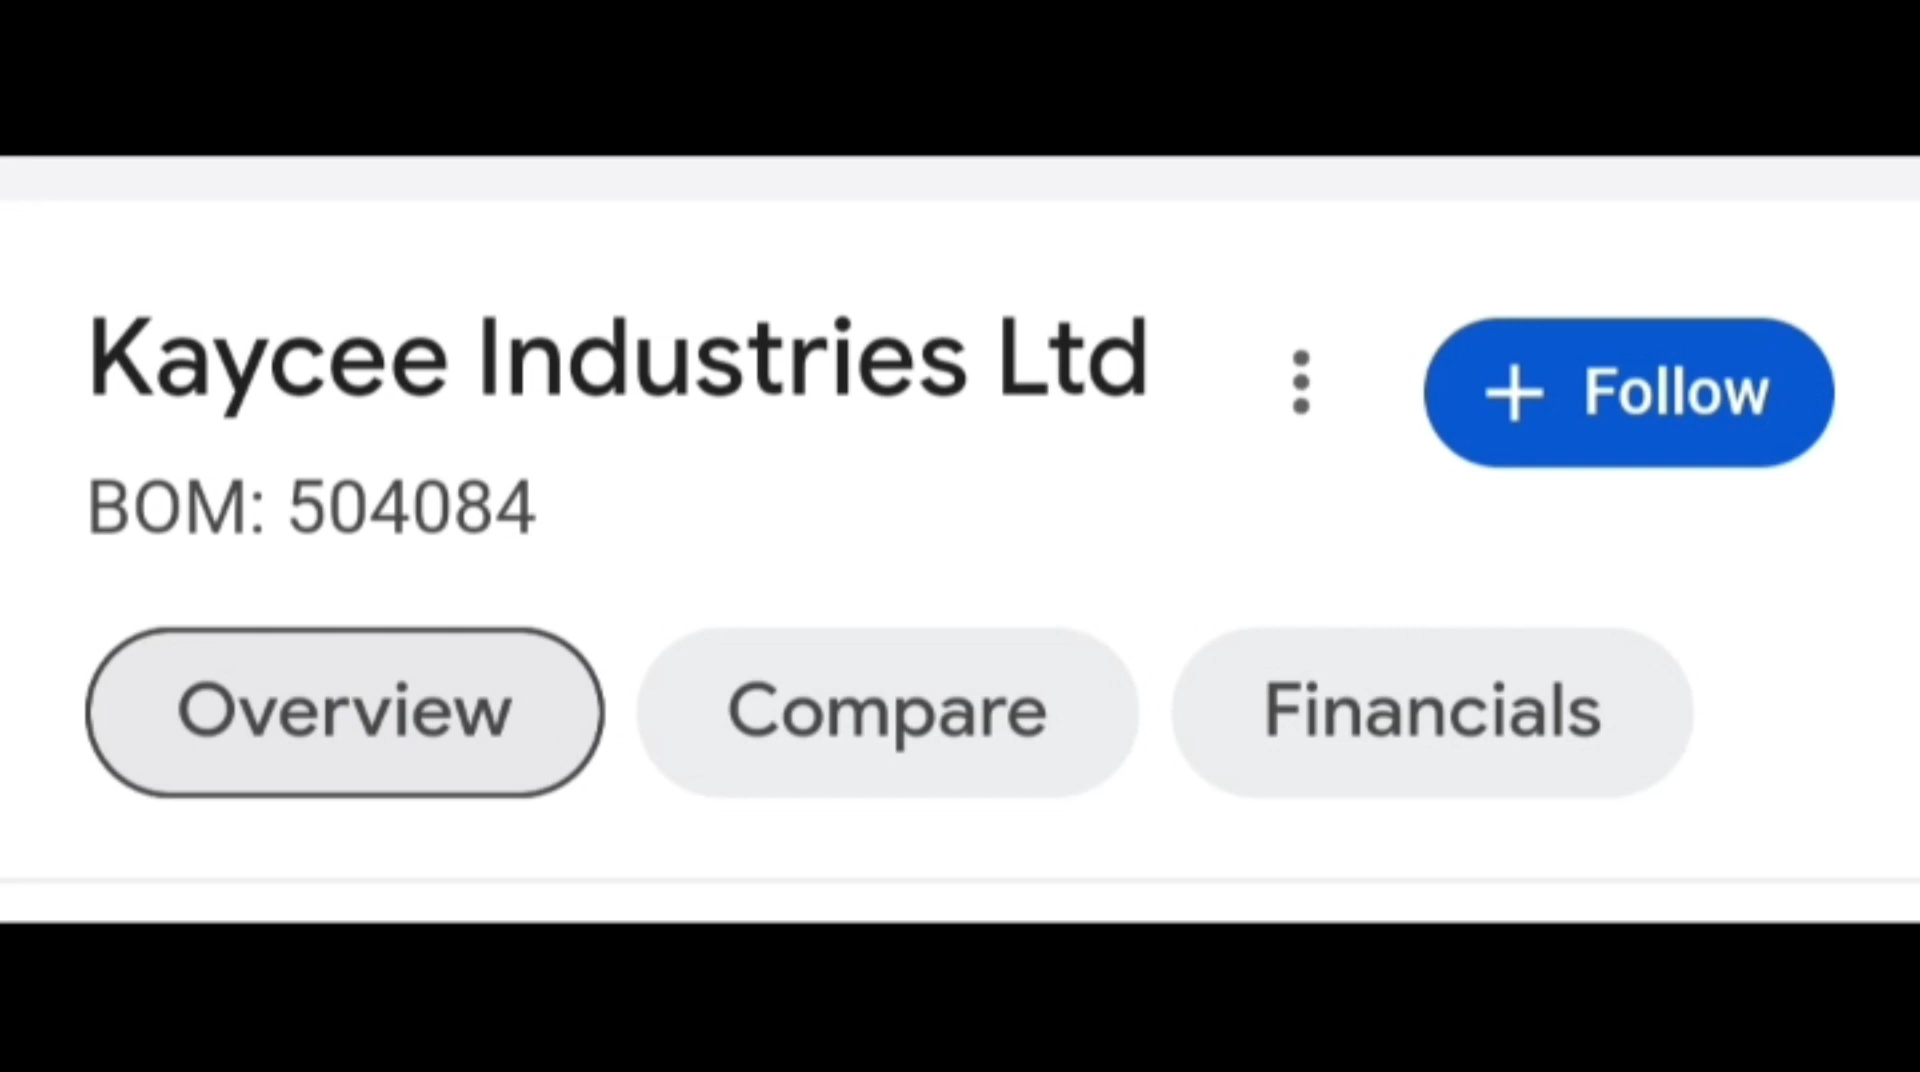 Kaycee Industries Ltd
+ Follow
BOM: 504084
Overview Compare Financials